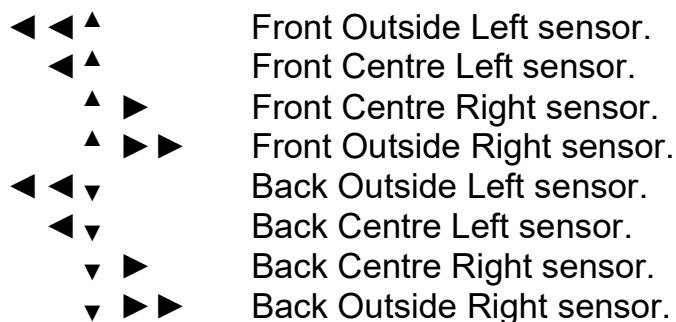 ◄ ◄ ▲ Front Outside Left sensor.
◄ ▲ Front Centre Left sensor.
▲ ► Front Centre Right sensor.
▲ ► ► Front Outside Right sensor.
◄ ◄ ▼ Back Outside Left sensor.
◄ ▼ Back Centre Left sensor.
▼ ► Back Centre Right sensor.
▼ ► ► Back Outside Right sensor.